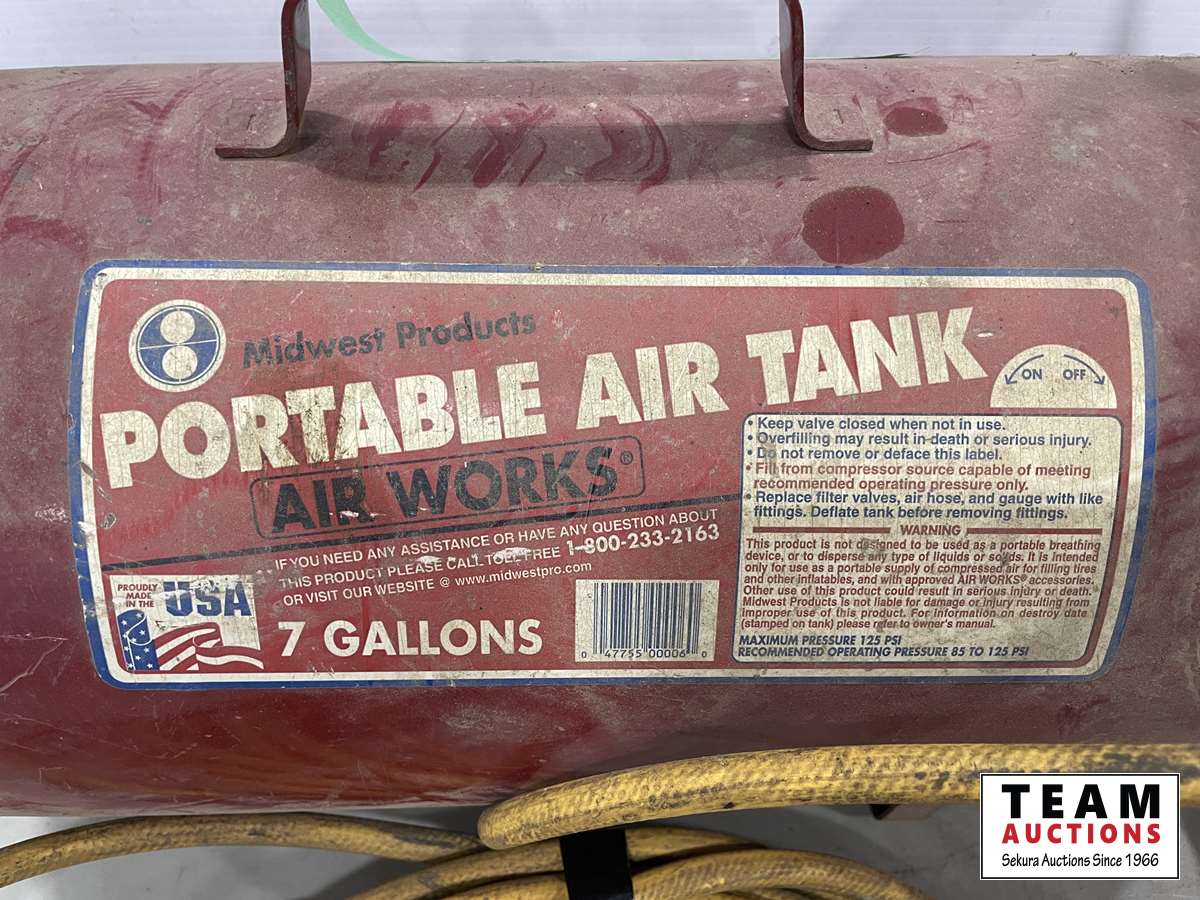 Midwest Products
PORTABLE AIR TANK
AIR WORKS®
ON OFF
IF YOU NEED ANY ASSISTANCE OR HAVE ANY QUESTION ABOUT
THIS PRODUCT PLEASE CALL TOLL FREE 1-800-233-2163
OR VISIT OUR WEBSITE @ www.midwestpro.com
PROUDLY
MADE
IN THE
USA
7 GALLONS
0 47755 00006 0
• Keep valve closed when not in use.
• Overfilling may result in death or serious injury.
• Do not remove or deface this label.
• Fill from compressor source capable of meeting
recommended operating pressure only.
• Replace filter valves, air hose, and gauge with like
fittings. Deflate tank before removing fittings.
WARNING
This product is not designed to be used as a portable breathing
device, or to disperse any type of liquids or solids. It is intended
only for use as a portable supply of compressed air for filling tires
and other inflatables, and with approved AIR WORKS® accessories.
Other use of this product could result in serious injury or death.
Midwest Products is not liable for damage or injury resulting from
improper use of this product. For information on destroy date
(stamped on tank) please refer to owner's manual.
MAXIMUM PRESSURE 125 PSI
RECOMMENDED OPERATING PRESSURE 85 TO 125 PSI
TEAM
AUCTIONS
Sekura Auctions Since 1966